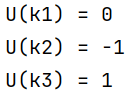 U(k1) = 0
U(k2) = -1
U(k3) = 1